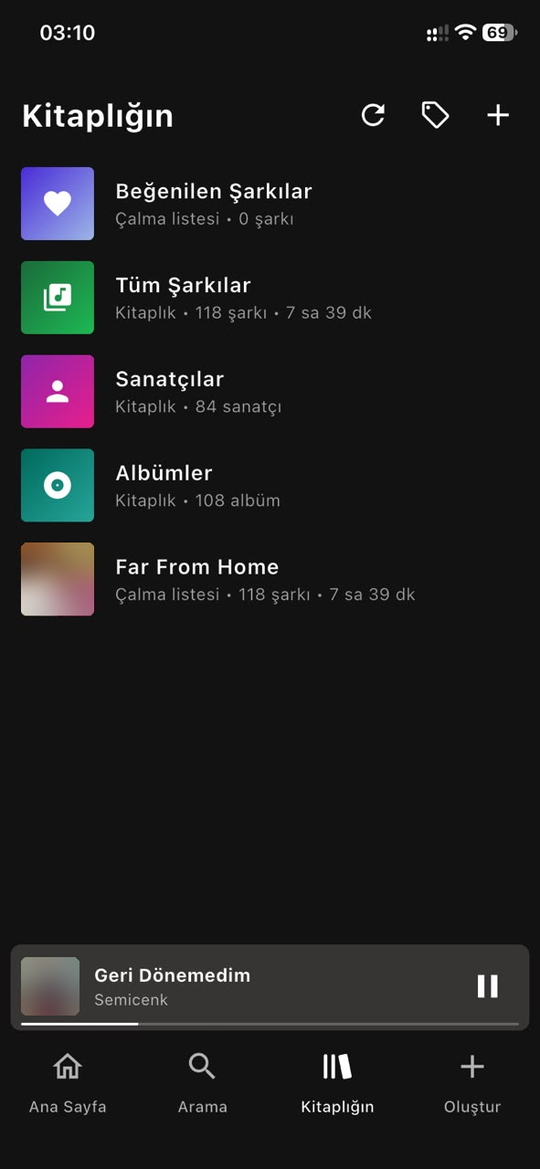 03:10
69
Kitaplığın
Beğenilen Şarkılar
Çalma listesi • 0 şarkı
Tüm Şarkılar
Kitaplık • 118 şarkı • 7 sa 39 dk
Sanatçılar
Kitaplık • 84 sanatçı
Albümler
Kitaplık • 108 albüm
Far From Home
Çalma listesi • 118 şarkı • 7 sa 39 dk
Geri Dönemedim
Semicenk
Ana Sayfa
Arama
Kitaplığın
Oluştur